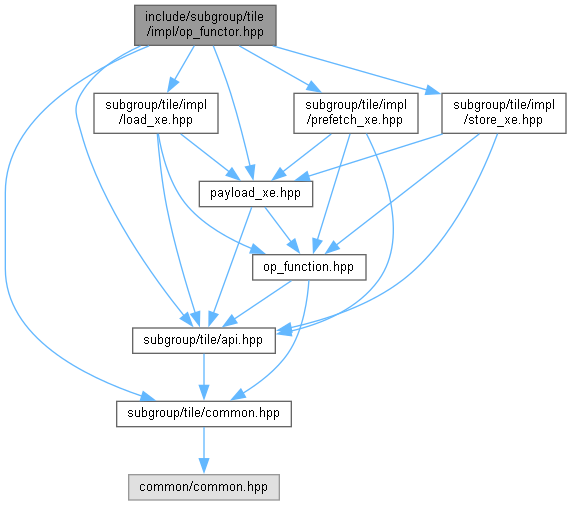 include/subgroup/tile
/impl/op_functor.hpp
subgroup/tile/impl
/load_xe.hpp
subgroup/tile/impl
/prefetch_xe.hpp
subgroup/tile/impl
/store_xe.hpp
payload_xe.hpp
op_function.hpp
subgroup/tile/api.hpp
subgroup/tile/common.hpp
common/common.hpp